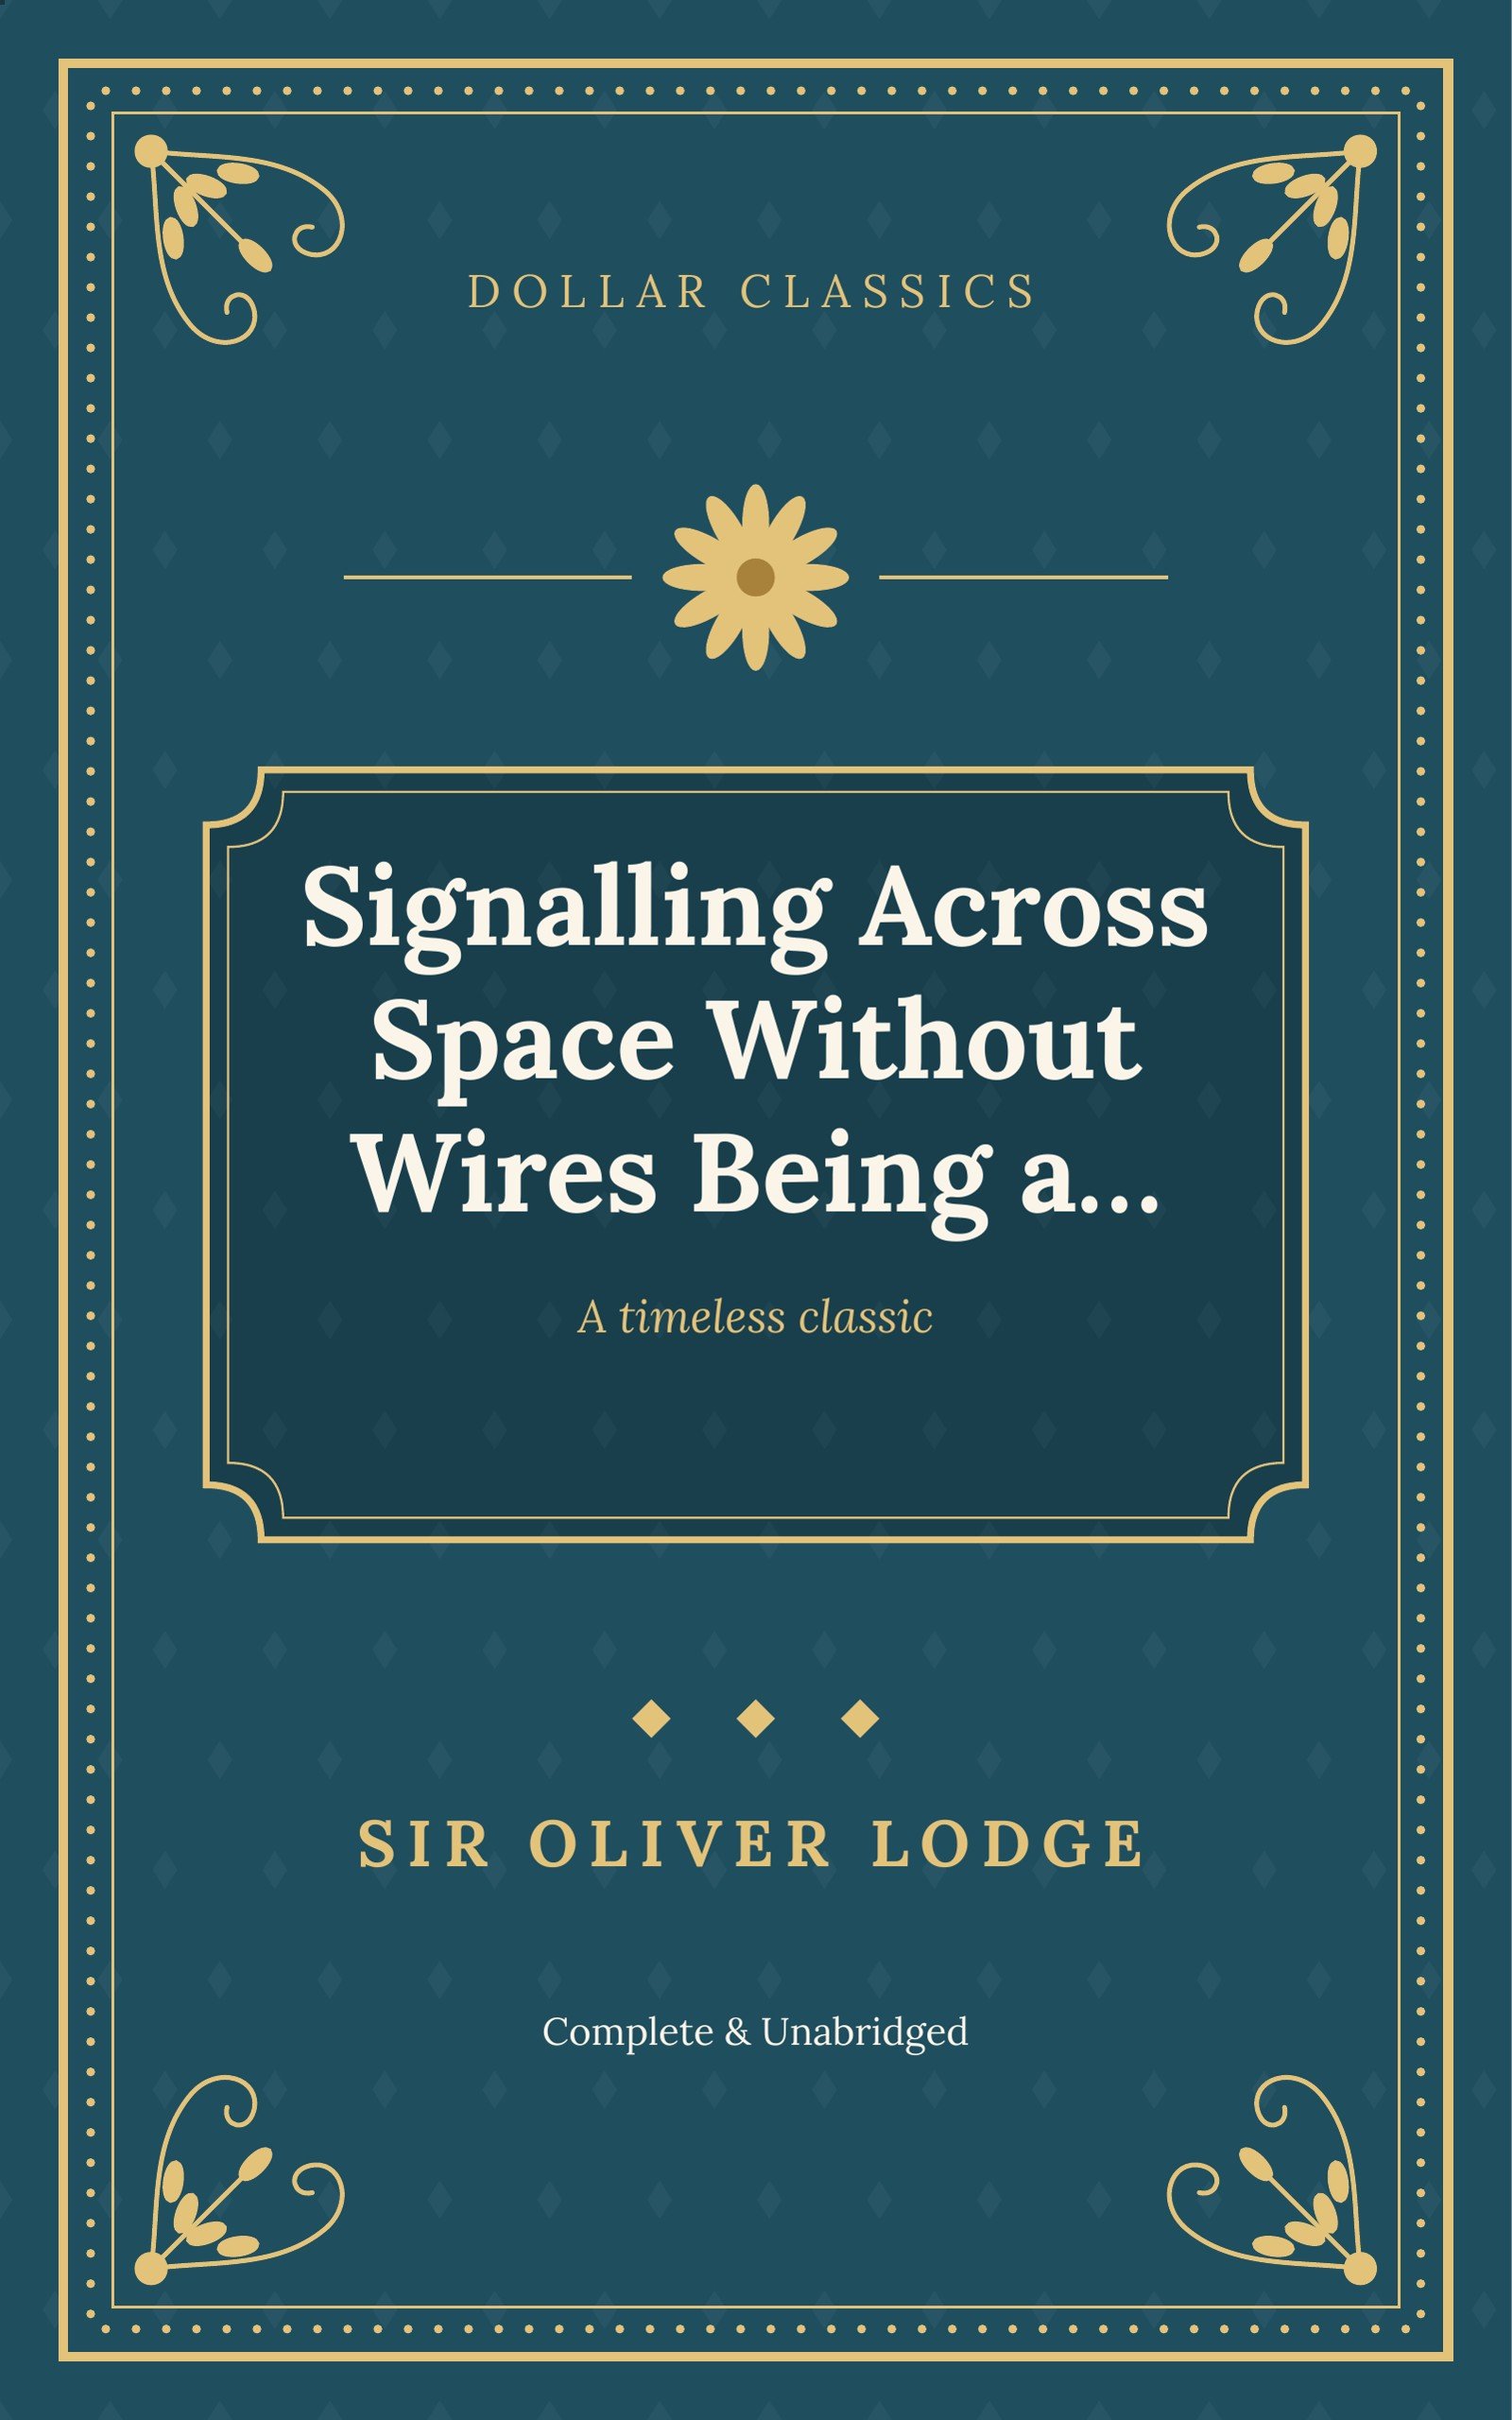 DOLLAR CLASSICS
Signalling Across
Space Without
Wires Being a...
A timeless classic
SIR OLIVER LODGE
Complete & Unabridged